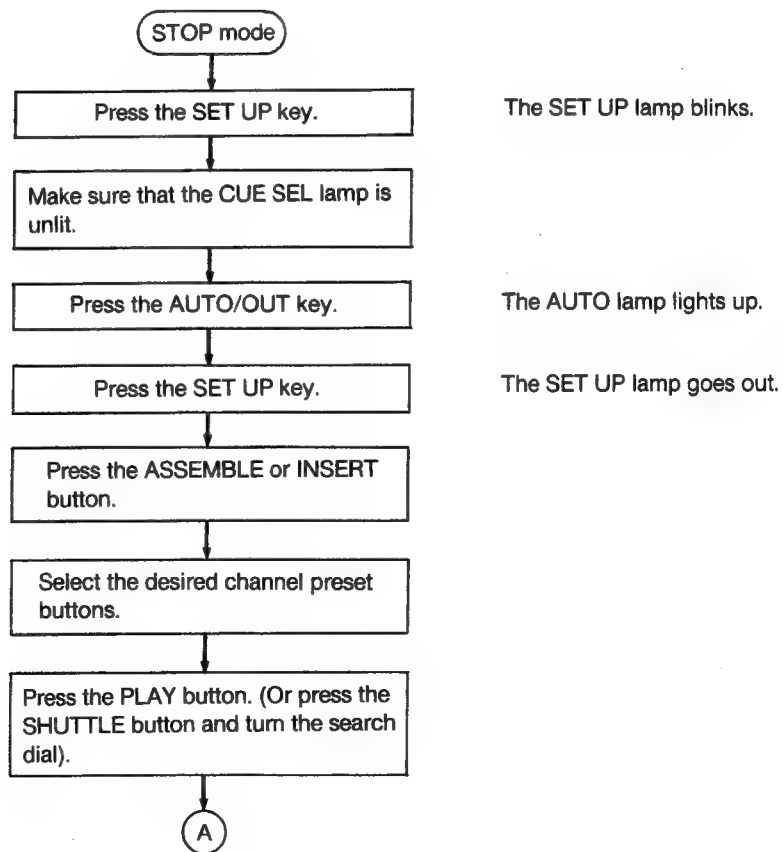 STOP mode
Press the SET UP key.
The SET UP lamp blinks.
Make sure that the CUE SEL lamp is
unlit.
Press the AUTO/OUT key.
The AUTO lamp lights up.
Press the SET UP key.
The SET UP lamp goes out.
Press the ASSEMBLE or INSERT
button.
Select the desired channel preset
buttons.
Press the PLAY button. (Or press the
SHUTTLE button and turn the search
dial).
A